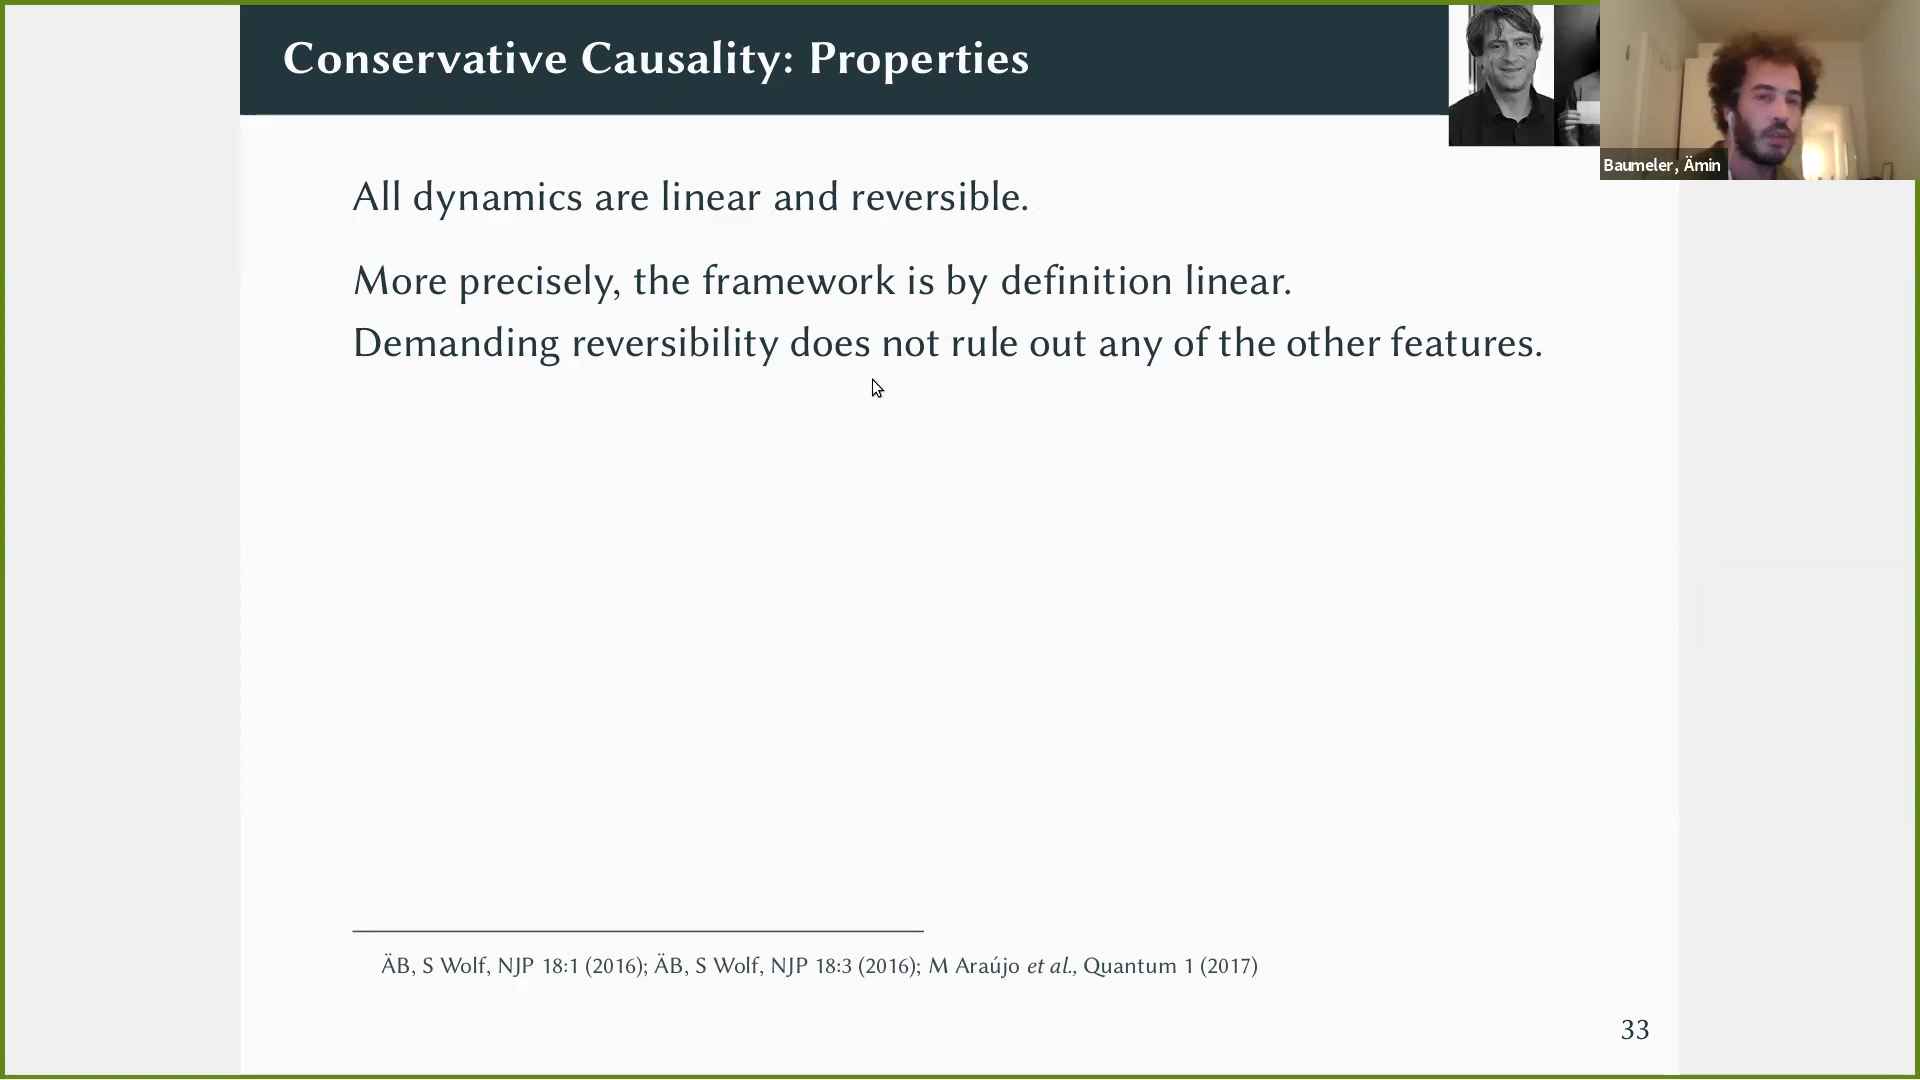 Conservative Causality: Properties
Baumeler, Ämin
All dynamics are linear and reversible.
More precisely, the framework is by definition linear.
Demanding reversibility does not rule out any of the other features.
ÄB, S Wolf, NJP 18:1 (2016); ÄB, S Wolf, NJP 18:3 (2016); M Araújo et al., Quantum 1 (2017)
33